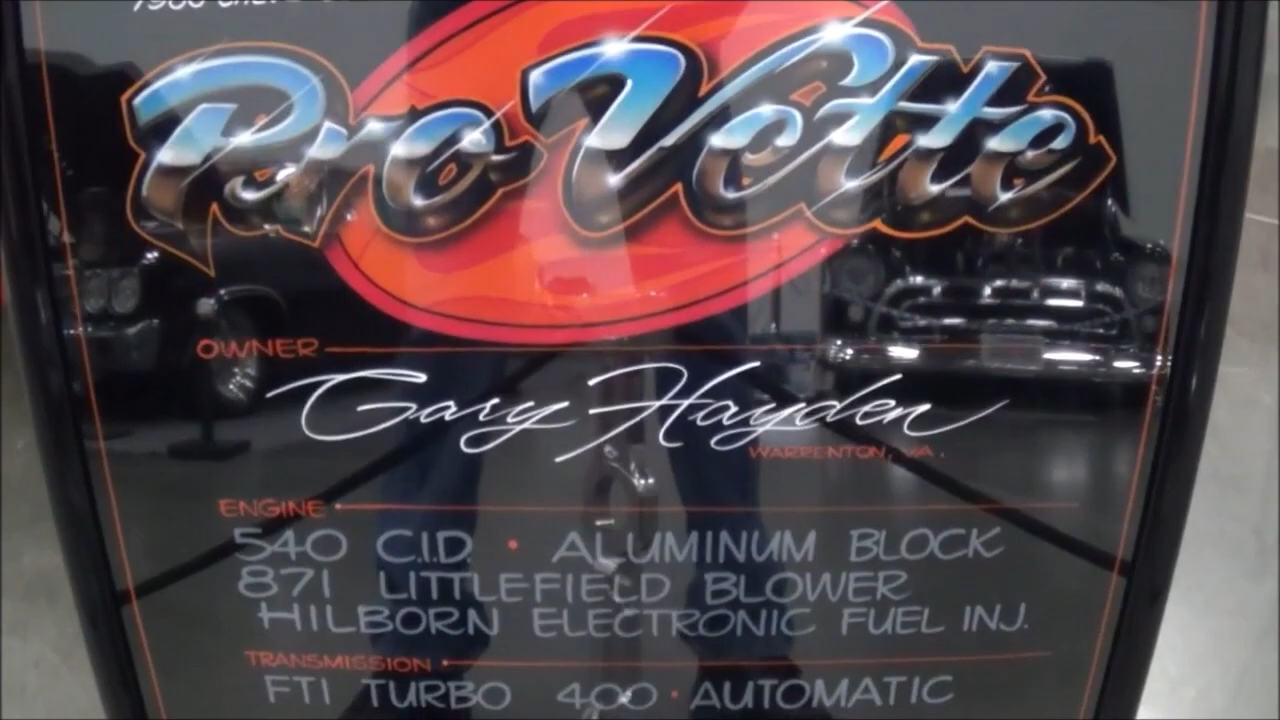 Pro Vette
OWNER
Gary Hayden
WARRENTON, VA.
ENGINE
540 C.I.D. • ALUMINUM BLOCK
871 LITTLEFIELD BLOWER
HILBORN ELECTRONIC FUEL INJ.
TRANSMISSION
FTI TURBO 400 • AUTOMATIC